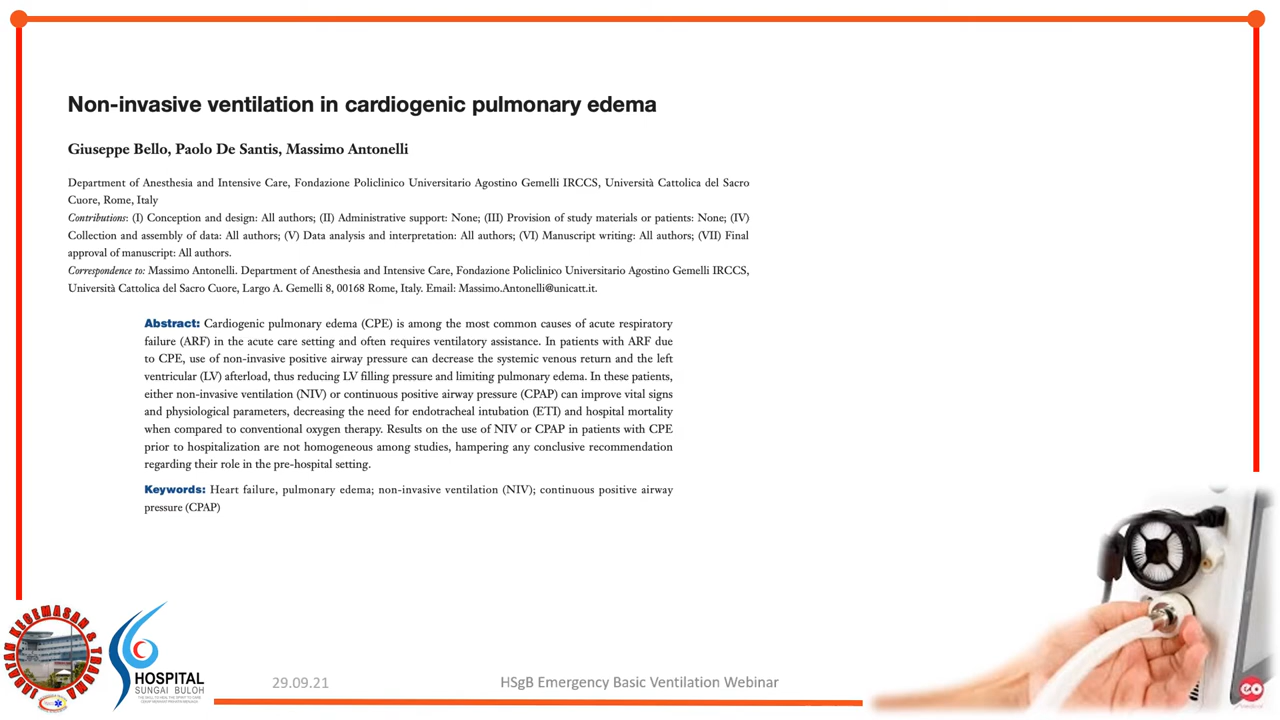 Non-invasive ventilation in cardiogenic pulmonary edema
Giuseppe Bello, Paolo De Santis, Massimo Antonelli
Department of Anesthesia and Intensive Care, Fondazione Policlinico Universitario Agostino Gemelli IRCCS, Università Cattolica del Sacro
Cuore, Rome, Italy
Contributions: (I) Conception and design: All authors; (II) Administrative support: None; (III) Provision of study materials or patients: None; (IV)
Collection and assembly of data: All authors; (V) Data analysis and interpretation: All authors; (VI) Manuscript writing: All authors; (VII) Final
approval of manuscript: All authors.
Correspondence to: Massimo Antonelli. Department of Anesthesia and Intensive Care, Fondazione Policlinico Universitario Agostino Gemelli IRCCS,
Università Cattolica del Sacro Cuore, Largo A. Gemelli 8, 00168 Rome, Italy. Email: Massimo.Antonelli@unicatt.it.
Abstract: Cardiogenic pulmonary edema (CPE) is among the most common causes of acute respiratory
failure (ARF) in the acute care setting and often requires ventilatory assistance. In patients with ARF due
to CPE, use of non-invasive positive airway pressure can decrease the systemic venous return and the left
ventricular (LV) afterload, thus reducing LV filling pressure and limiting pulmonary edema. In these patients,
either non-invasive ventilation (NIV) or continuous positive airway pressure (CPAP) can improve vital signs
and physiological parameters, decreasing the need for endotracheal intubation (ETI) and hospital mortality
when compared to conventional oxygen therapy. Results on the use of NIV or CPAP in patients with CPE
prior to hospitalization are not homogeneous among studies, hampering any conclusive recommendation
regarding their role in the pre-hospital setting.
Keywords: Heart failure, pulmonary edema; non-invasive ventilation (NIV); continuous positive airway
pressure (CPAP)
JABATAN KECEMASAN & TRAUMA
HOSPITAL
SUNGAI BULOH
29.09.21
HSgB Emergency Basic Ventilation Webinar
eo